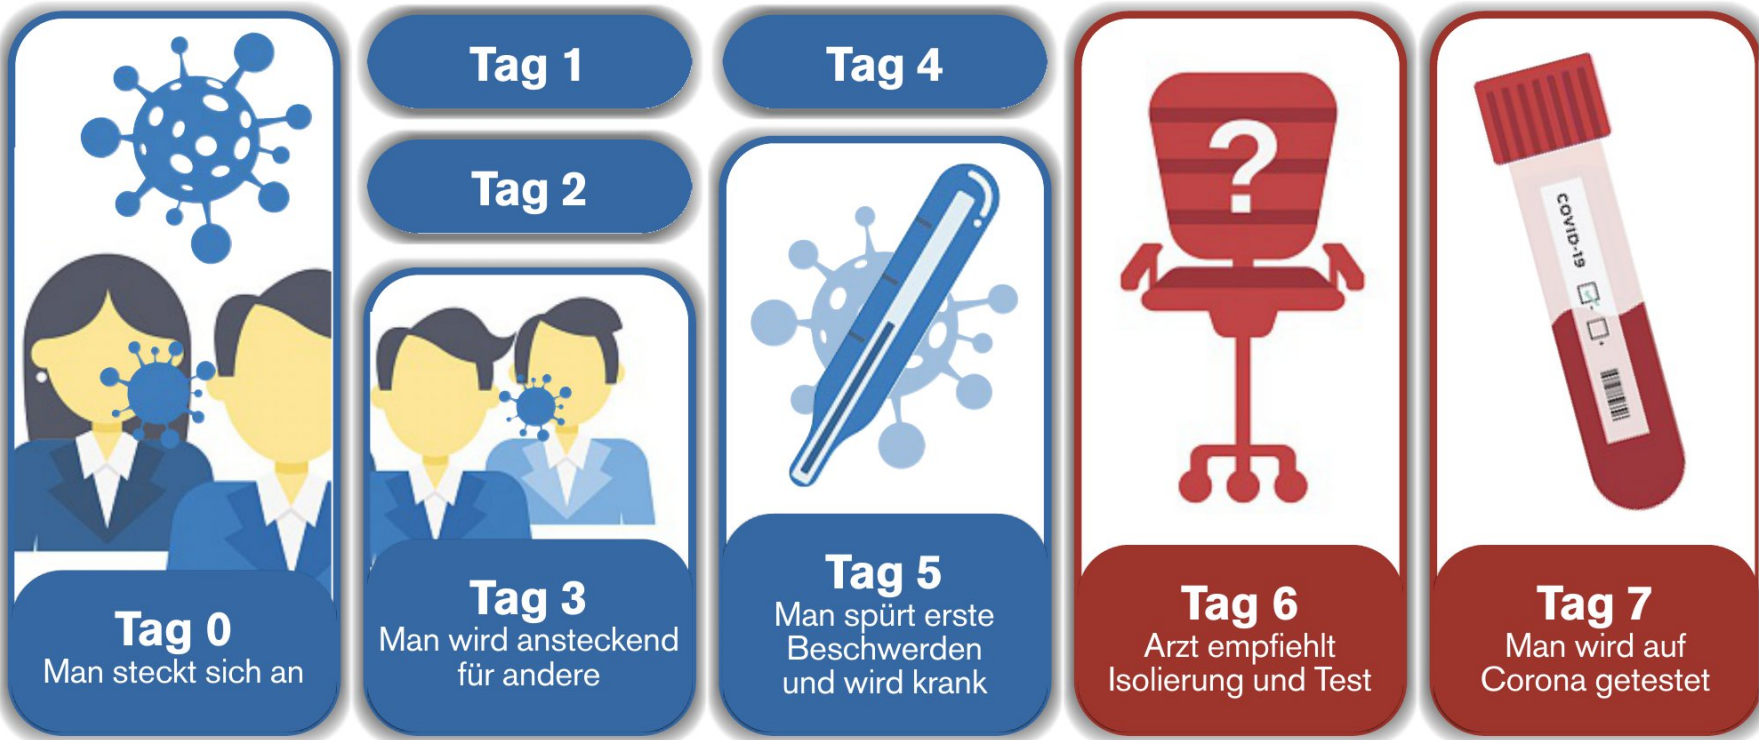 Tag 0
Man steckt sich an
Tag 1
Tag 2
Tag 3
Man wird ansteckend
für andere
Tag 4
Tag 5
Man spürt erste
Beschwerden
und wird krank
?
Tag 6
Arzt empfiehlt
Isolierung und Test
COVID-19
Tag 7
Man wird auf
Corona getestet